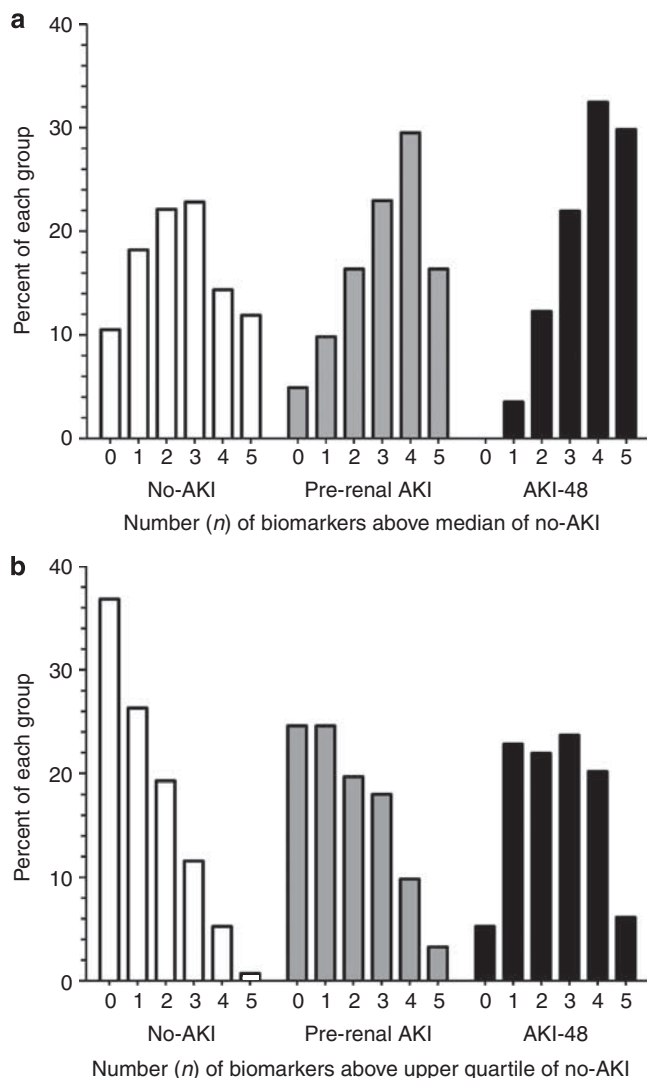 a
40
30
20
10
0
Percent of each group
0 1 2 3 4 5 0 1 2 3 4 5 0 1 2 3 4 5
No-AKI Pre-renal AKI AKI-48
Number (n) of biomarkers above median of no-AKI
b
40
30
20
10
0
Percent of each group
0 1 2 3 4 5 0 1 2 3 4 5 0 1 2 3 4 5
No-AKI Pre-renal AKI AKI-48
Number (n) of biomarkers above upper quartile of no-AKI